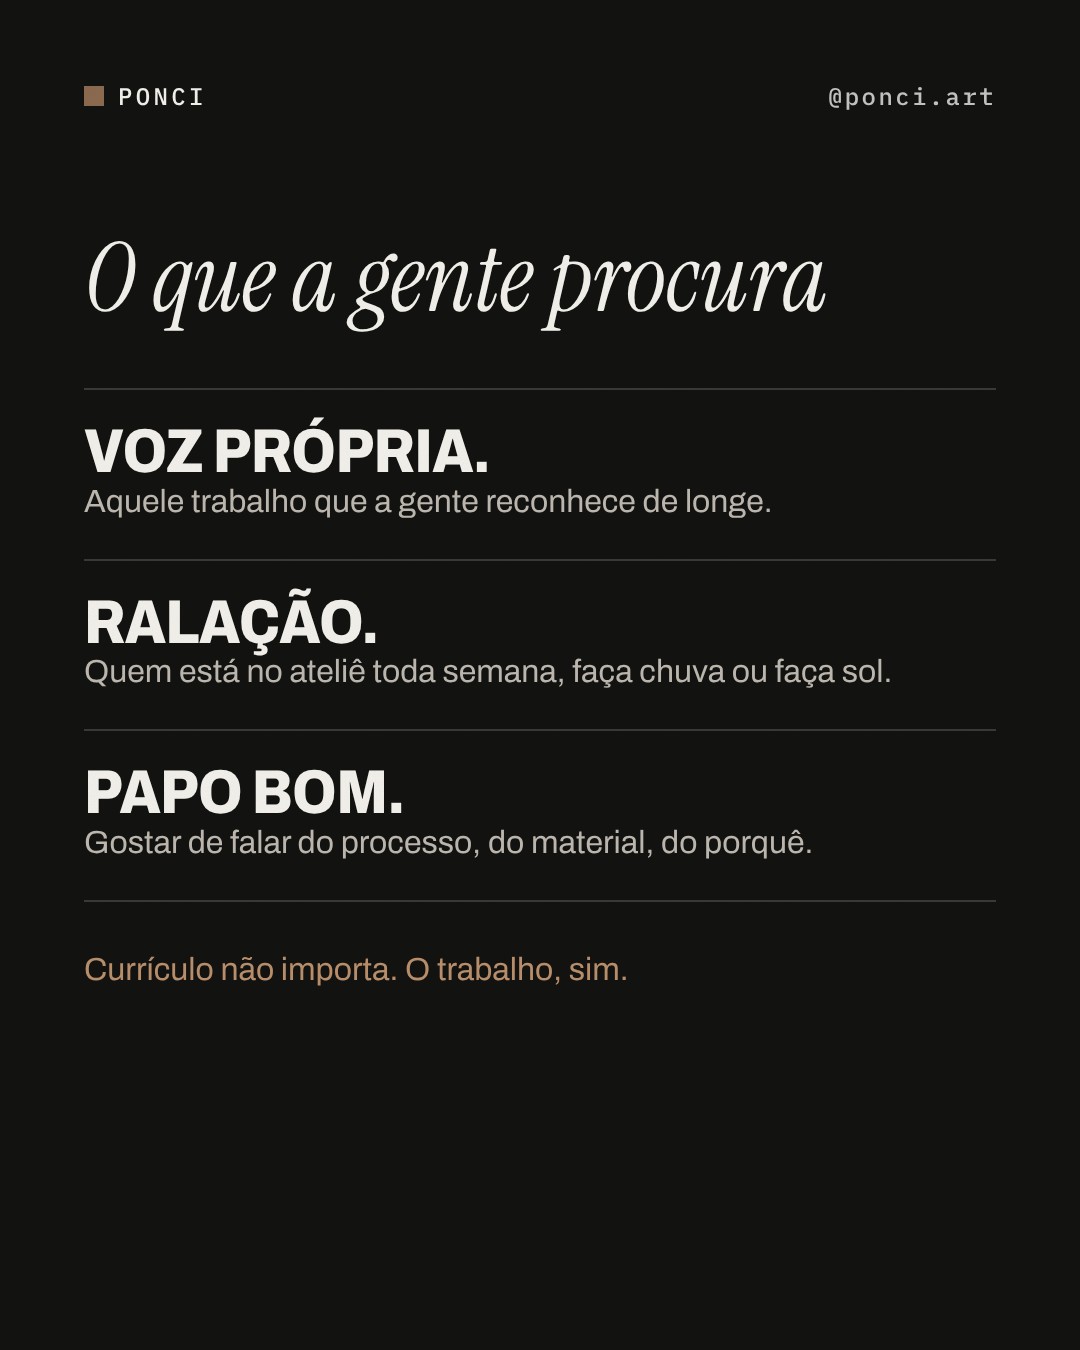 PONCI
@ponci.art
O que a gente procura
VOZ PRÓPRIA.
Aquele trabalho que a gente reconhece de longe.
RALAÇÃO.
Quem está no ateliê toda semana, faça chuva ou faça sol.
PAPO BOM.
Gostar de falar do processo, do material, do porquê.
Currículo não importa. O trabalho, sim.